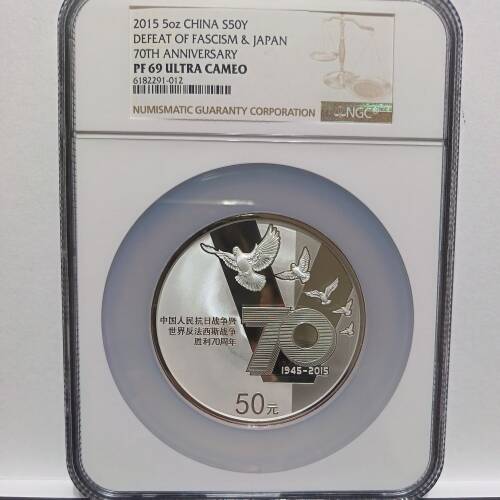 2015 5oz CHINA S50Y
DEFEAT OF FASCISM & JAPAN
70TH ANNIVERSARY
PF 69 ULTRA CAMEO
6182291-012
NUMISMATIC GUARANTY CORPORATION
NGC
中国人民抗日战争暨
世界反法西斯战争
胜利70周年
70
1945-2015
50元